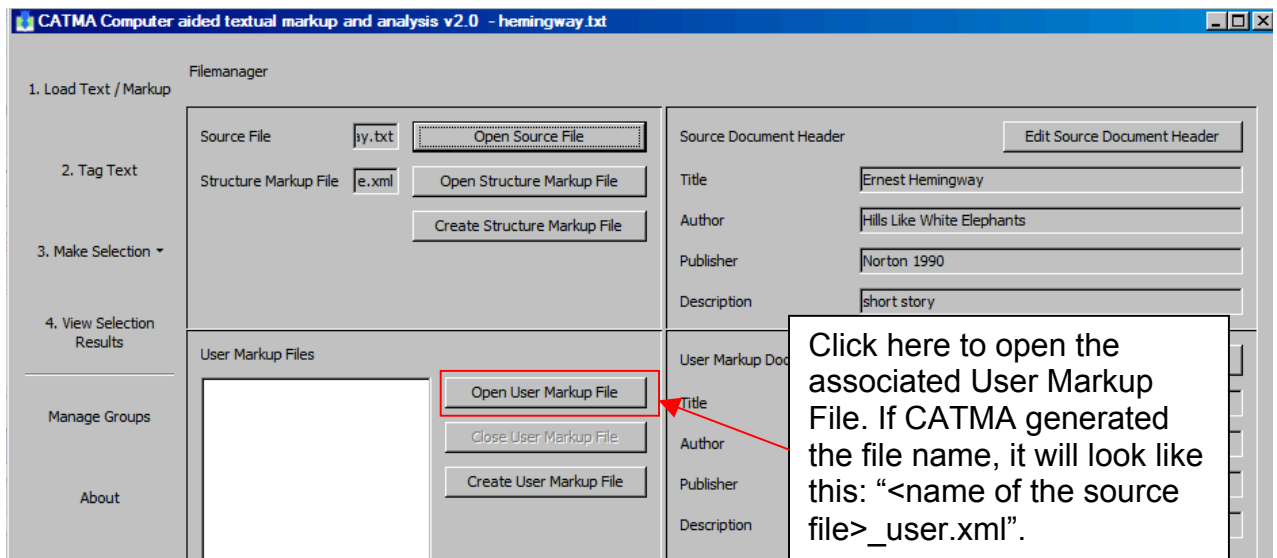 CATMA Computer aided textual markup and analysis v2.0 - hemingway.txt
Filemanager
1. Load Text / Markup
2. Tag Text
3. Make Selection
4. View Selection
Results
Manage Groups
About
Source File ay.txt Open Source File
Structure Markup File e.xml Open Structure Markup File
Create Structure Markup File
Source Document Header Edit Source Document Header
Title Ernest Hemingway
Author Hills Like White Elephants
Publisher Norton 1990
Description short story
User Markup Files
Open User Markup File
Close User Markup File
Create User Markup File
User Markup Doc
Title
Author
Publisher
Description
Click here to open the
associated User Markup
File. If CATMA generated
the file name, it will look like
this: “<name of the source
file>_user.xml”.